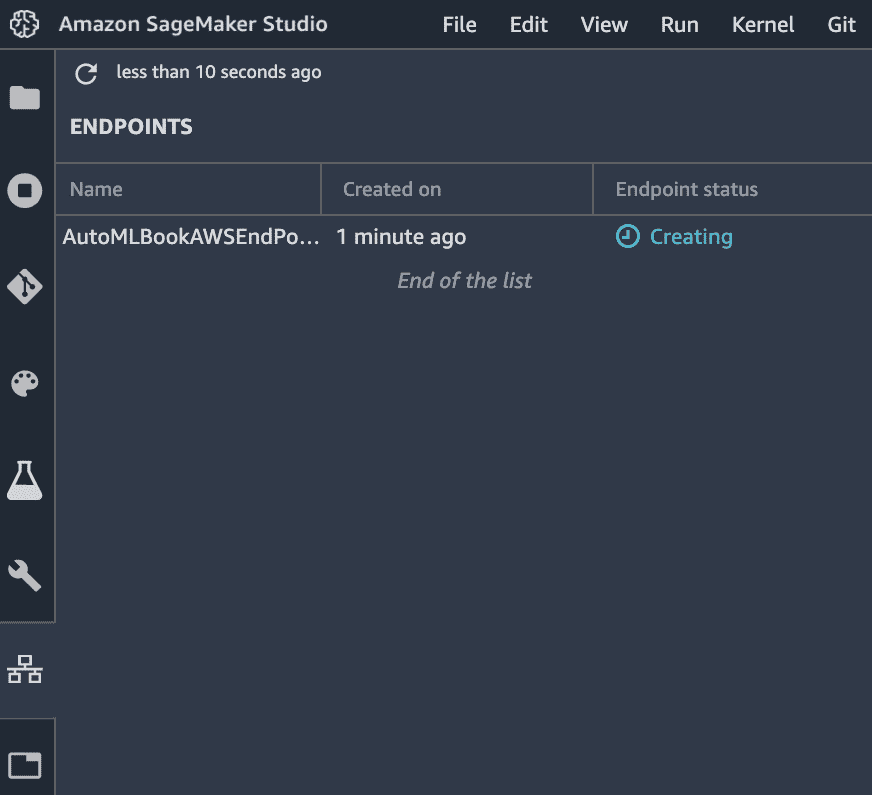 Amazon SageMaker Studio File Edit View Run Kernel Git
less than 10 seconds ago
ENDPOINTS
Name Created on Endpoint status
AutoMLBookAWSEndPo... 1 minute ago Creating
End of the list